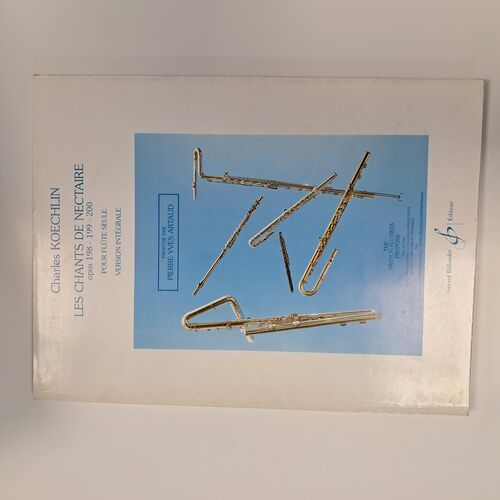 Charles KOECHLIN
LES CHANTS DE NECTAIRE
opus 198 - 199 - 200
POUR FLÛTE SEULE
VERSION INTÉGRALE
PROPOSÉ PAR
PIERRE-YVES ARTAUD
THE
FRENCH FLUTISTS
PROPOSE
Gérard Billaudot
Éditeur